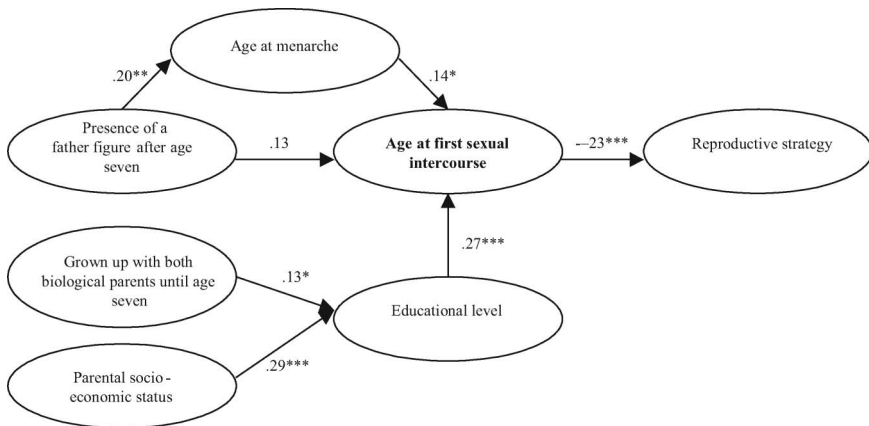 Age at menarche
.20**
.14*
Presence of a
father figure after age
seven
.13
Age at first sexual
intercourse
-–23***
Reproductive strategy
.27***
Grown up with both
biological parents until age
seven
.13*
Educational level
.29***
Parental socio-
economic status